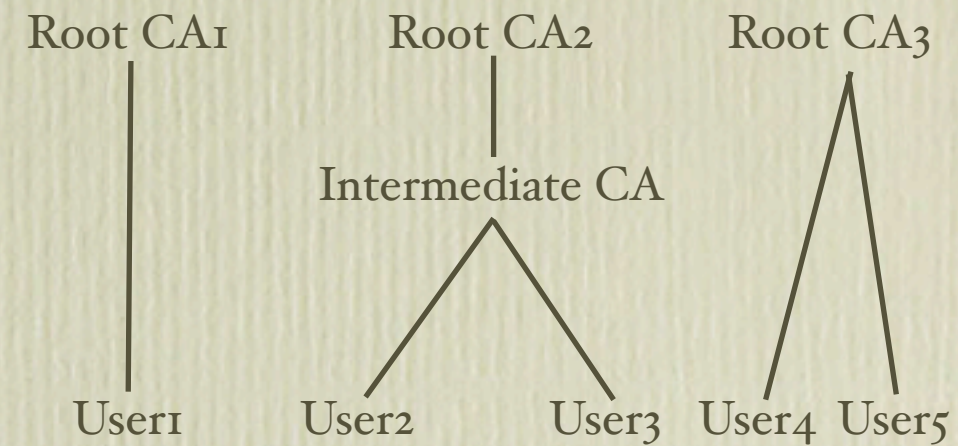 Root CA1 Root CA2 Root CA3
Intermediate CA
User1 User2 User3 User4 User5